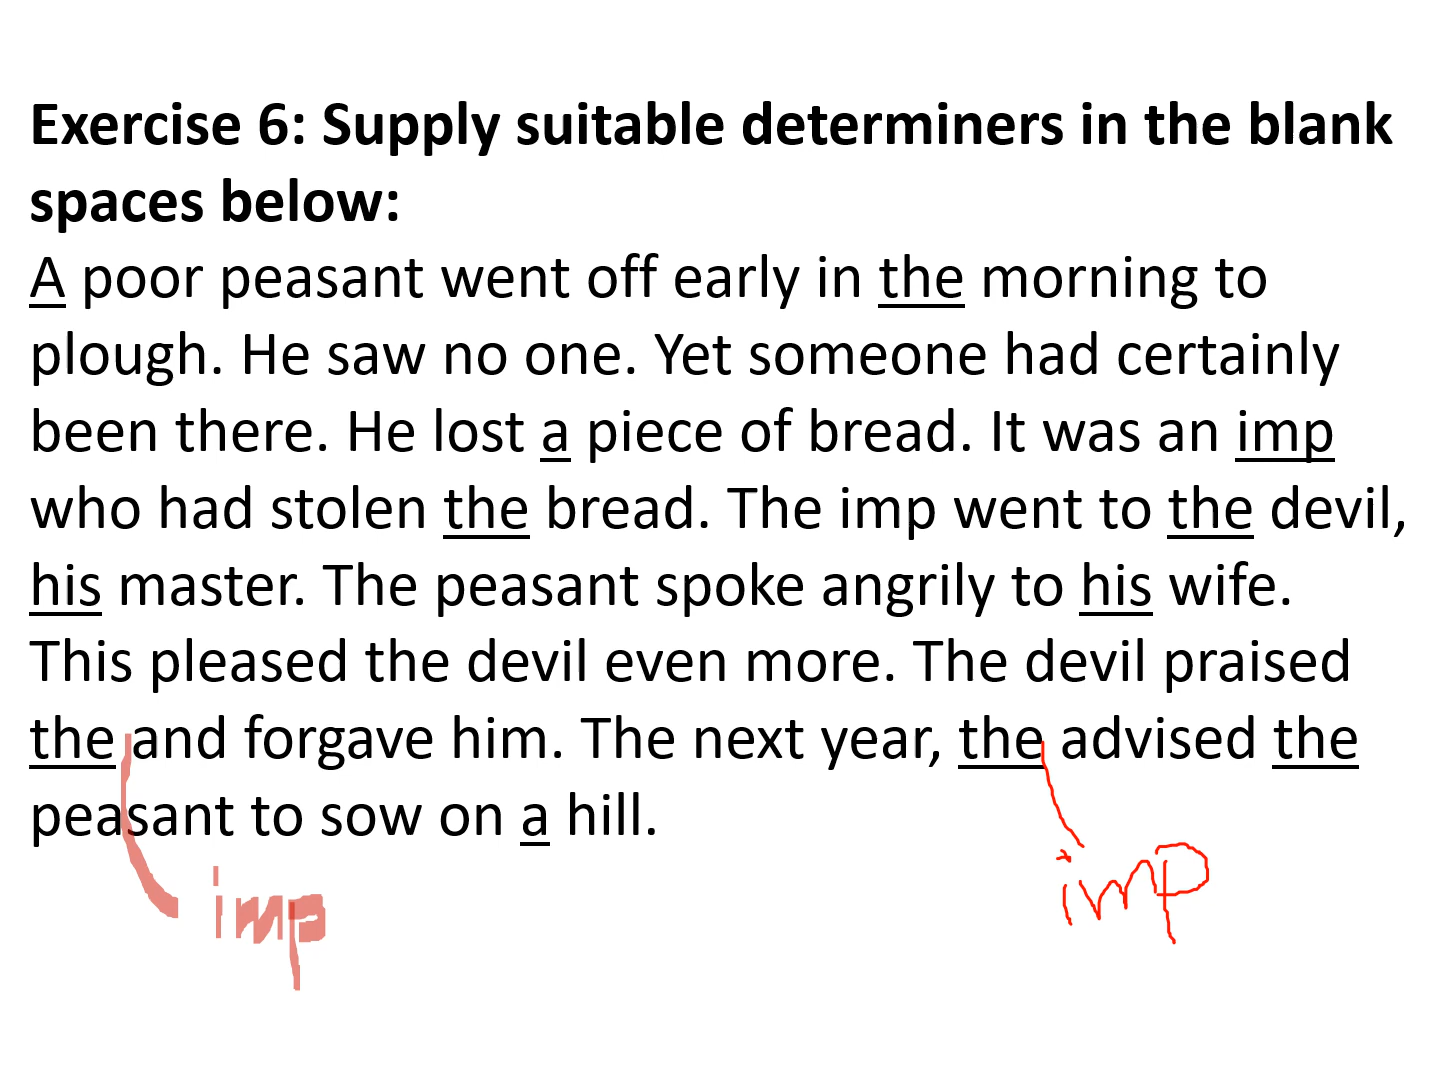 Exercise 6: Supply suitable determiners in the blank
spaces below:
A poor peasant went off early in the morning to
plough. He saw no one. Yet someone had certainly
been there. He lost a piece of bread. It was an imp
who had stolen the bread. The imp went to the devil,
his master. The peasant spoke angrily to his wife.
This pleased the devil even more. The devil praised
the and forgave him. The next year, the advised the
peasant to sow on a hill.
imp
imp